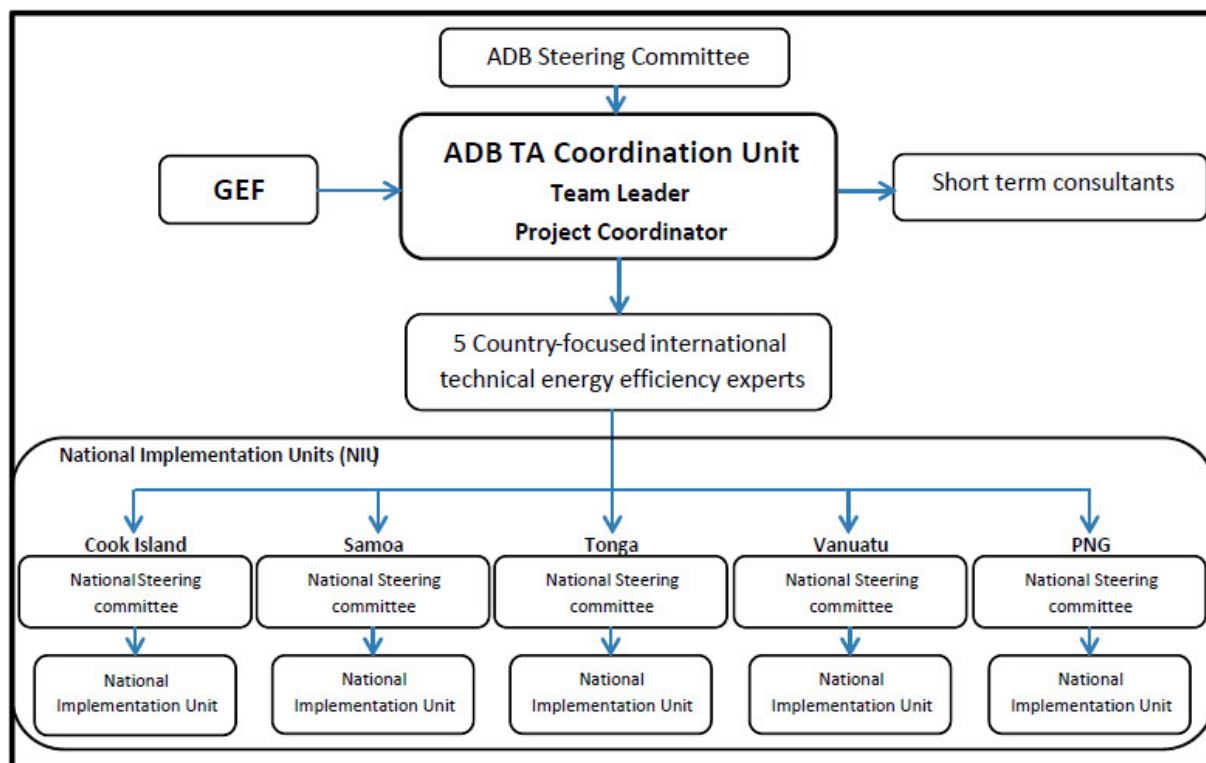 ADB Steering Committee
ADB TA Coordination Unit
Team Leader
Project Coordinator
GEF
Short term consultants
5 Country-focused international
technical energy efficiency experts
National Implementation Units (NIU)
Cook Island
National Steering
committee
National
Implementation Unit
Samoa
National Steering
committee
National
Implementation Unit
Tonga
National Steering
committee
National
Implementation Unit
Vanuatu
National Steering
committee
National
Implementation Unit
PNG
National Steering
committee
National
Implementation Unit